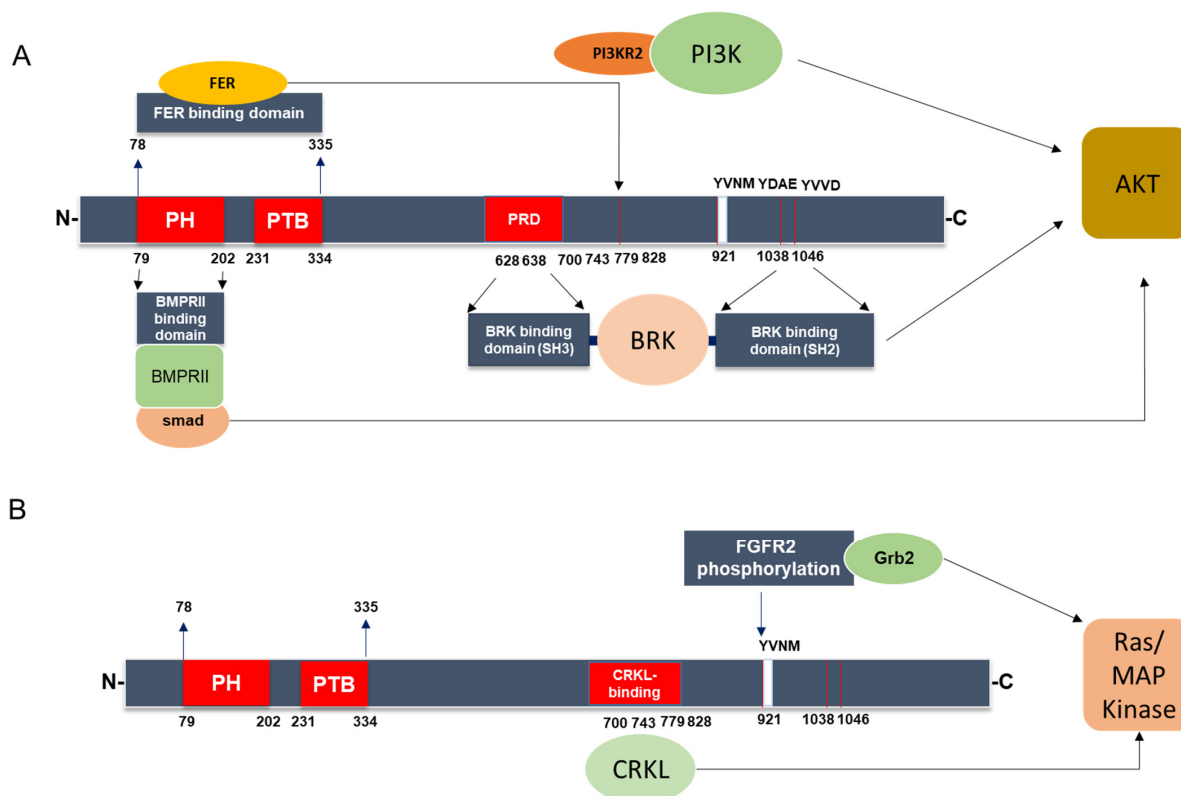 A
PI3KR2
PI3K
FER
FER binding domain
78
335
YVNM YDAE YVVD
AKT
N-
PH
PTB
PRD
-C
79
202
231
334
628 638
700 743 779 828
921
1038 1046
BMPRII
binding
domain
BRK binding
domain (SH3)
BRK
BRK binding
domain (SH2)
BMPRII
smad
B
FGFR2
phosphorylation
Grb2
78
335
YVNM
Ras/
MAP
Kinase
N-
PH
PTB
CRKL-
binding
-C
79
202
231
334
700 743 779 828
921
1038 1046
CRKL